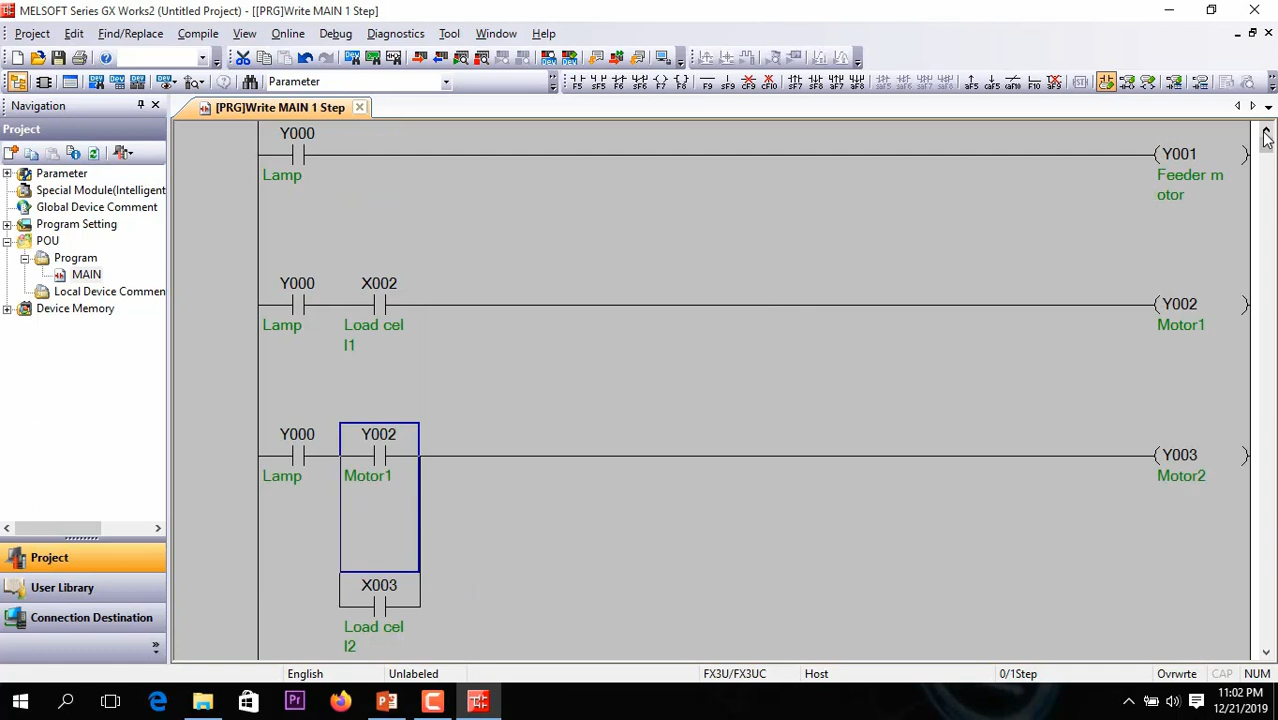 MELSOFT Series GX Works2 (Untitled Project) - [[PRG]Write MAIN 1 Step]
Project Edit Find/Replace Compile View Online Debug Diagnostics Tool Window Help
Parameter
Navigation
[PRG]Write MAIN 1 Step
Project
Parameter
Special Module(Intelligent
Global Device Comment
Program Setting
POU
Program
MAIN
Local Device Commen
Device Memory
Project
User Library
Connection Destination
Y000
Y001
Lamp
Feeder m
otor
Y000 X002
Y002
Lamp Load cel
l1
Motor1
Y000 Y002
Y003
Lamp Motor1
Motor2
X003
Load cel
l2
English Unlabeled FX3U/FX3UC Host 0/1Step Ovrwrte CAP NUM
11:02 PM
12/21/2019